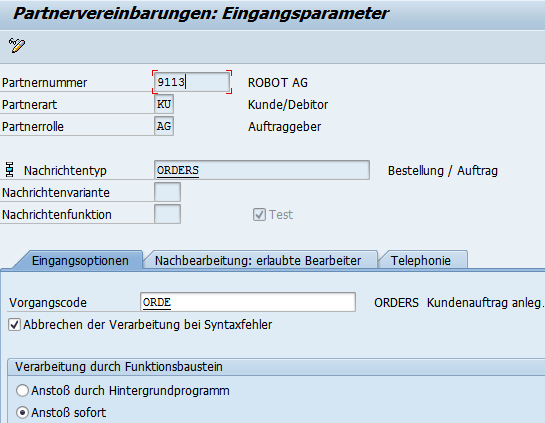 Partnervereinbarungen: Eingangsparameter
Partnernummer 9113 ROBOT AG
Partnerart KU Kunde/Debitor
Partnerrolle AG Auftraggeber
Nachrichtentyp ORDERS Bestellung / Auftrag
Nachrichtenvariante
Nachrichtenfunktion Test
Eingangsoptionen Nachbearbeitung: erlaubte Bearbeiter Telephonie
Vorgangscode ORDE ORDERS Kundenauftrag anleg.
Abbrechen der Verarbeitung bei Syntaxfehler
Verarbeitung durch Funktionsbaustein
Anstoß durch Hintergrundprogramm
Anstoß sofort